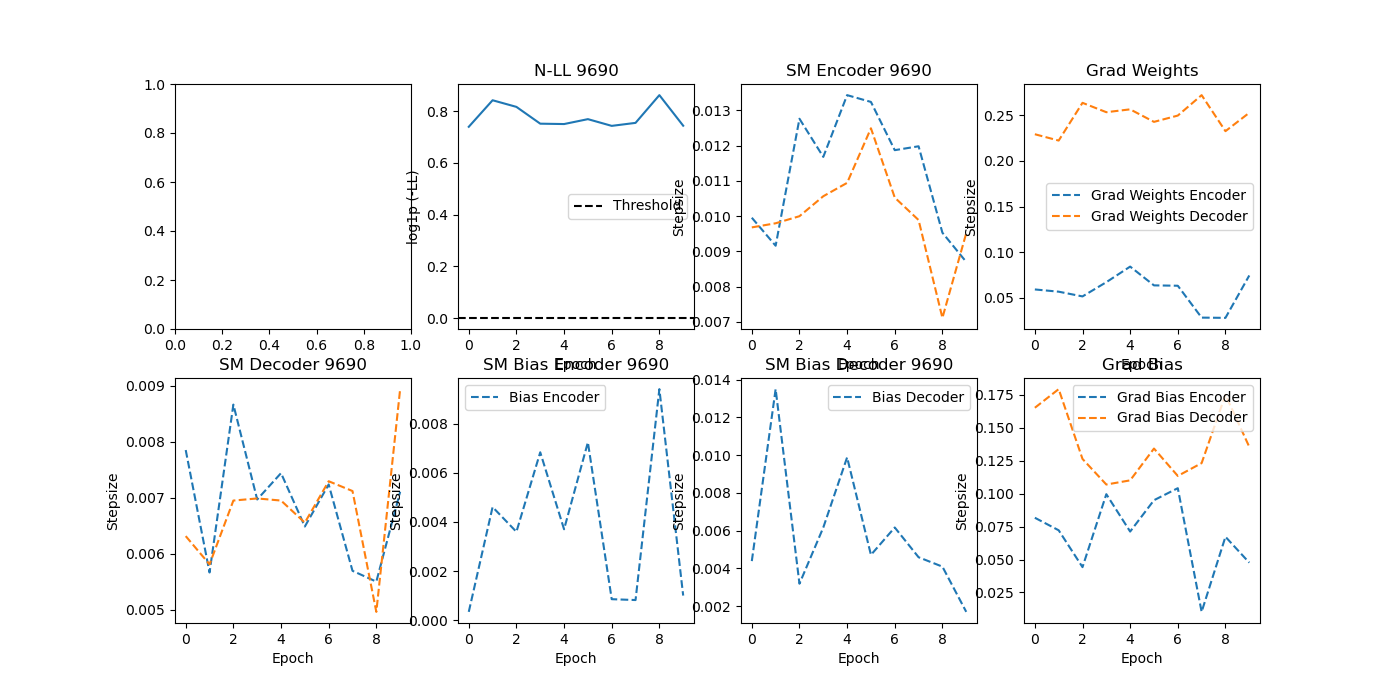 N-LL 9690
SM Encoder 9690
Grad Weights
1.0
0.8
0.6
0.4
0.2
0.0
0.0 0.2 0.4 0.6 0.8 1.0
log1p (-LL)
0.8
0.6
0.4
0.2
0.0
Threshold
0 2 4 6 8
Epoch
Stepsize
0.013
0.012
0.011
0.010
0.009
0.008
0.007
0 2 4 6 8
Epoch
Stepsize
0.25
0.20
0.15
0.10
0.05
Grad Weights Encoder
Grad Weights Decoder
0 2 4 6 8
Epoch
SM Decoder 9690
SM Bias Encoder 9690
SM Bias Decoder 9690
Grad Bias
Stepsize
0.009
0.008
0.007
0.006
0.005
0 2 4 6 8
Epoch
Stepsize
0.008
0.006
0.004
0.002
0.000
Bias Encoder
0 2 4 6 8
Epoch
Stepsize
0.014
0.012
0.010
0.008
0.006
0.004
0.002
Bias Decoder
0 2 4 6 8
Epoch
Stepsize
0.175
0.150
0.125
0.100
0.075
0.050
0.025
Grad Bias Encoder
Grad Bias Decoder
0 2 4 6 8
Epoch